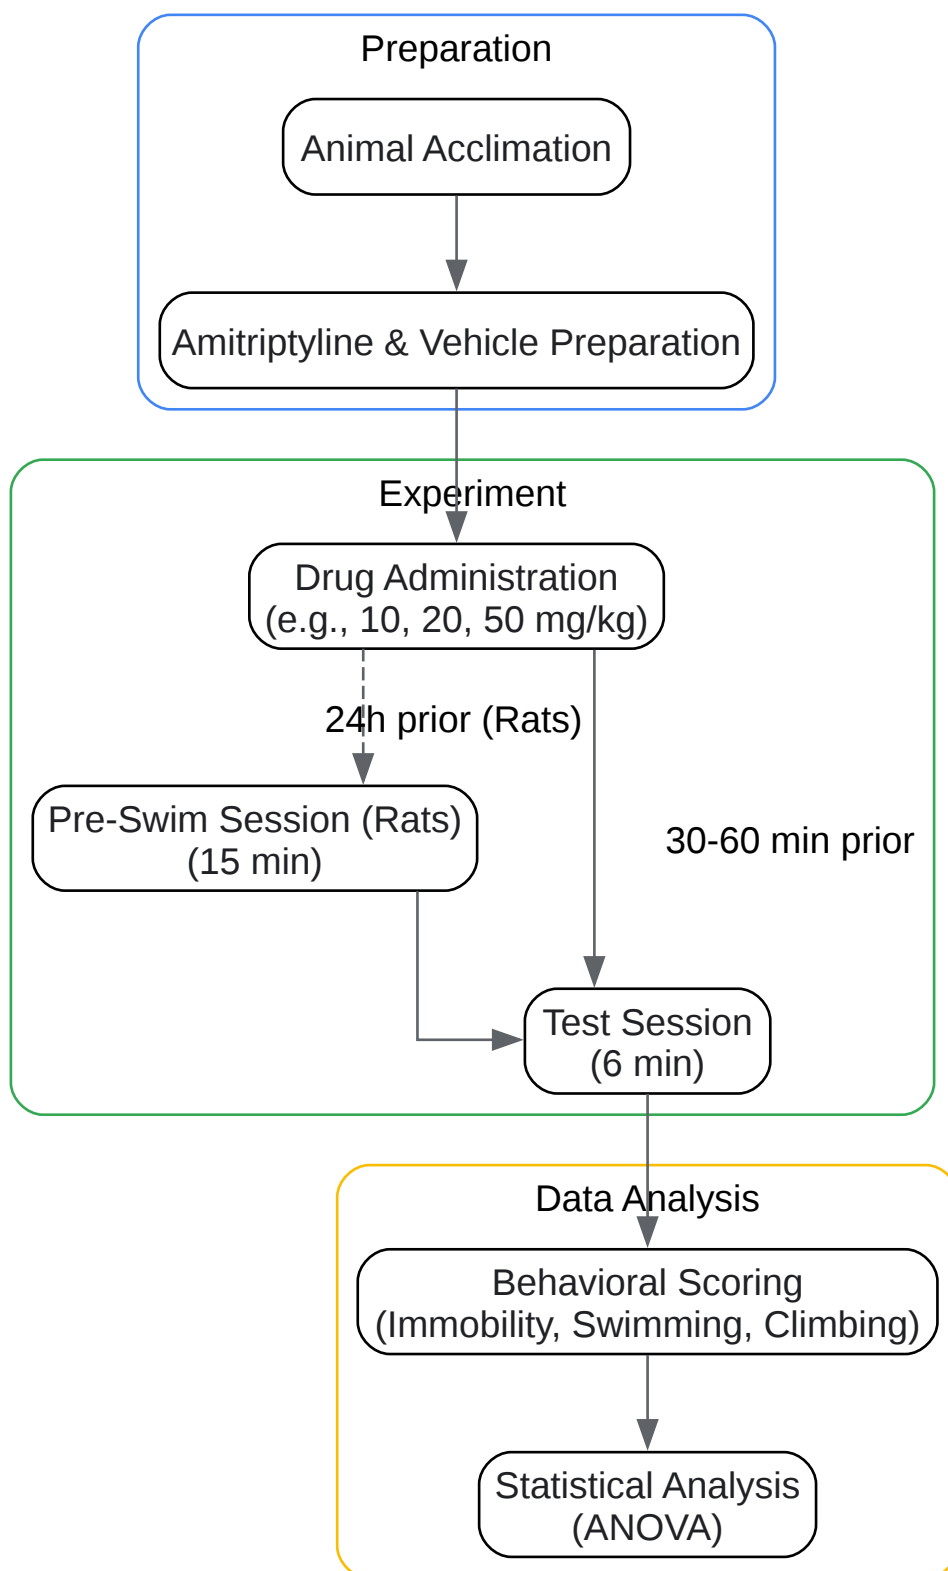 Preparation
Animal Acclimation
Amitriptyline & Vehicle Preparation
Experiment
Drug Administration
(e.g., 10, 20, 50 mg/kg)
24h prior (Rats)
Pre-Swim Session (Rats)
(15 min)
30-60 min prior
Test Session
(6 min)
Data Analysis
Behavioral Scoring
(Immobility, Swimming, Climbing)
Statistical Analysis
(ANOVA)